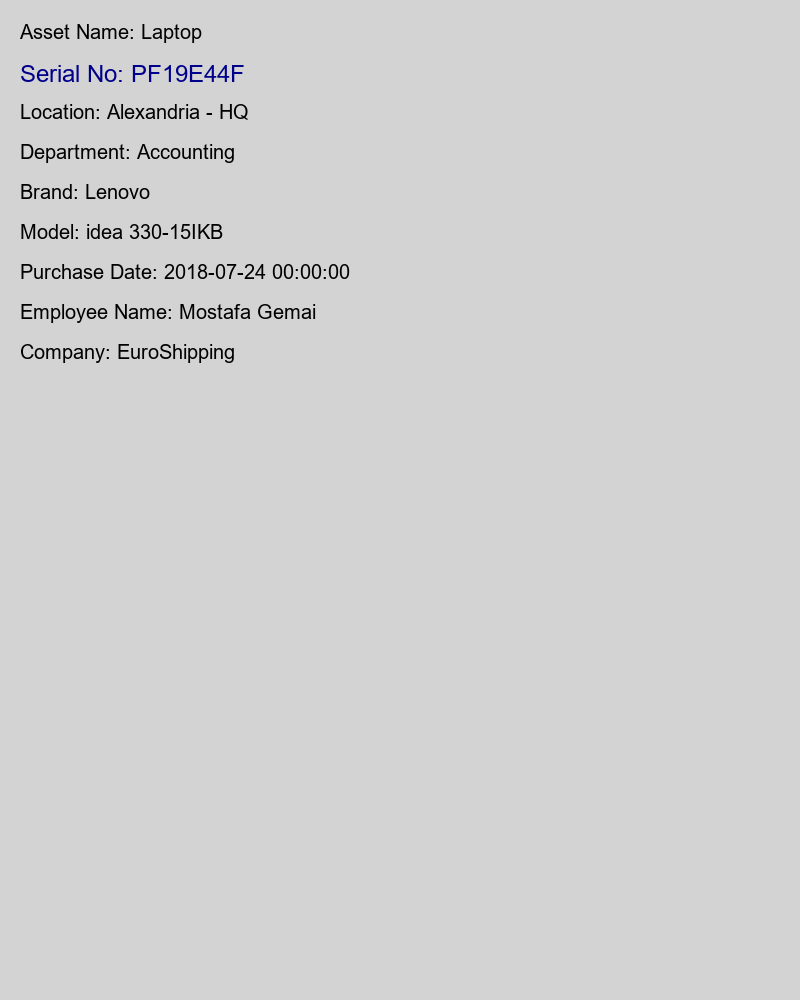 Asset Name: Laptop
Serial No: PF19E44F
Location: Alexandria - HQ
Department: Accounting
Brand: Lenovo
Model: idea 330-15IKB
Purchase Date: 2018-07-24 00:00:00
Employee Name: Mostafa Gemai
Company: EuroShipping